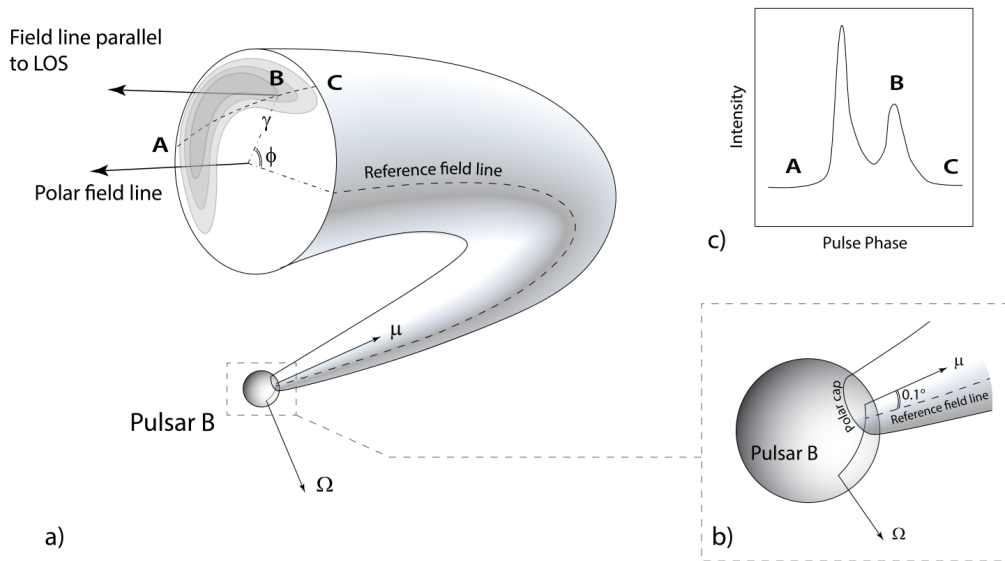 Field line parallel
to LOS
B
C
γ
A
ϕ
Polar field line
Reference field line
μ
Pulsar B
Ω
a)
Intensity
A
B
C
c)
Pulse Phase
μ
Polar cap
0.1°
Reference field line
Pulsar B
Ω
b)